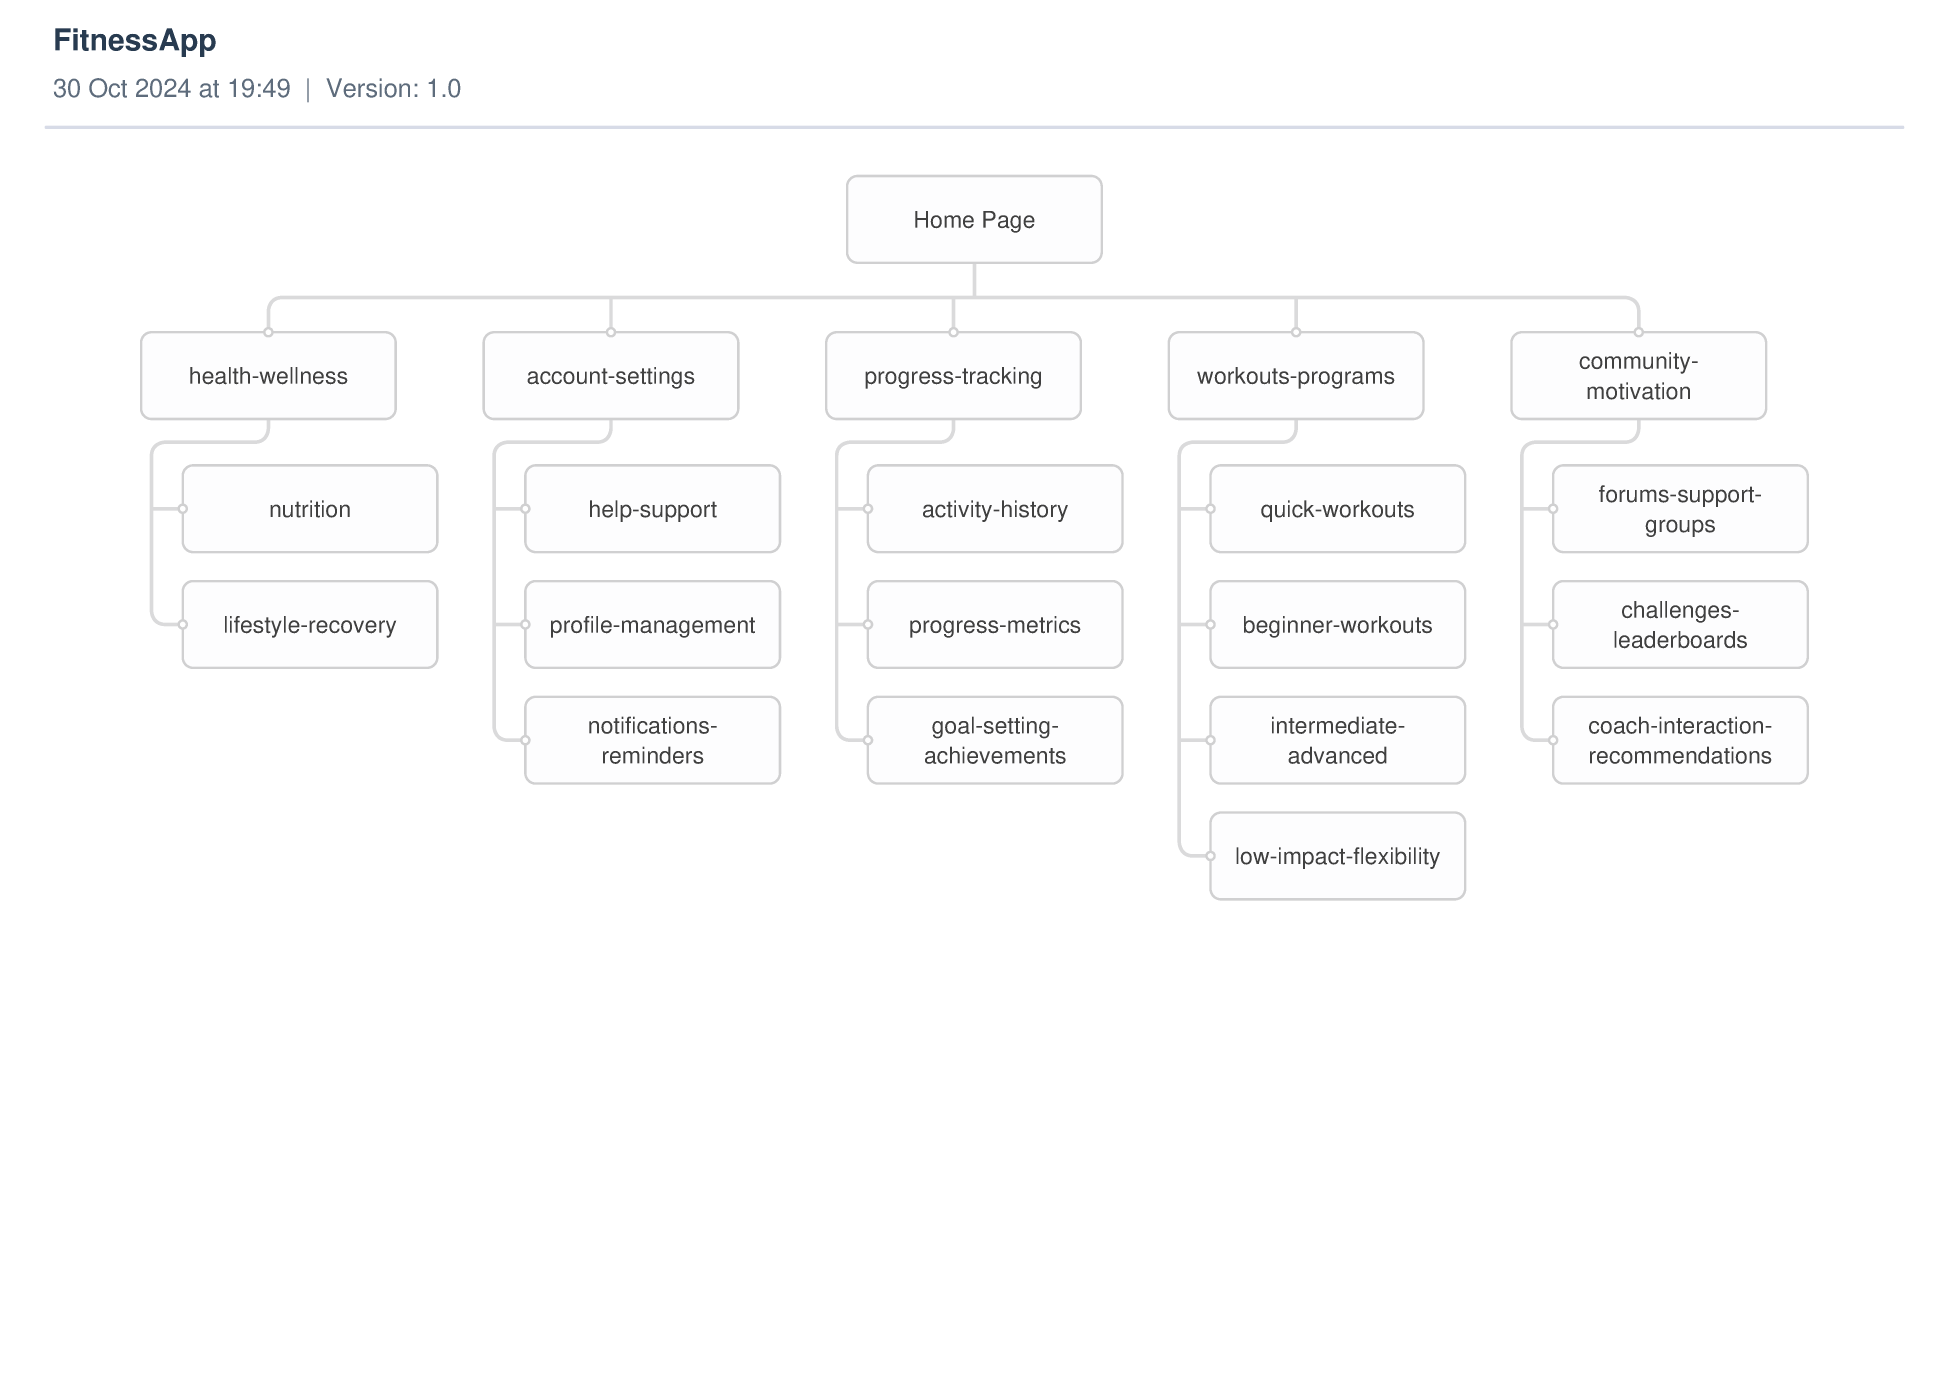 FitnessApp
30 Oct 2024 at 19:49 | Version: 1.0
Home Page
health-wellness
nutrition
lifestyle-recovery
account-settings
help-support
profile-management
notifications-
reminders
progress-tracking
activity-history
progress-metrics
goal-setting-
achievements
workouts-programs
quick-workouts
beginner-workouts
intermediate-
advanced
low-impact-flexibility
community-
motivation
forums-support-
groups
challenges-
leaderboards
coach-interaction-
recommendations